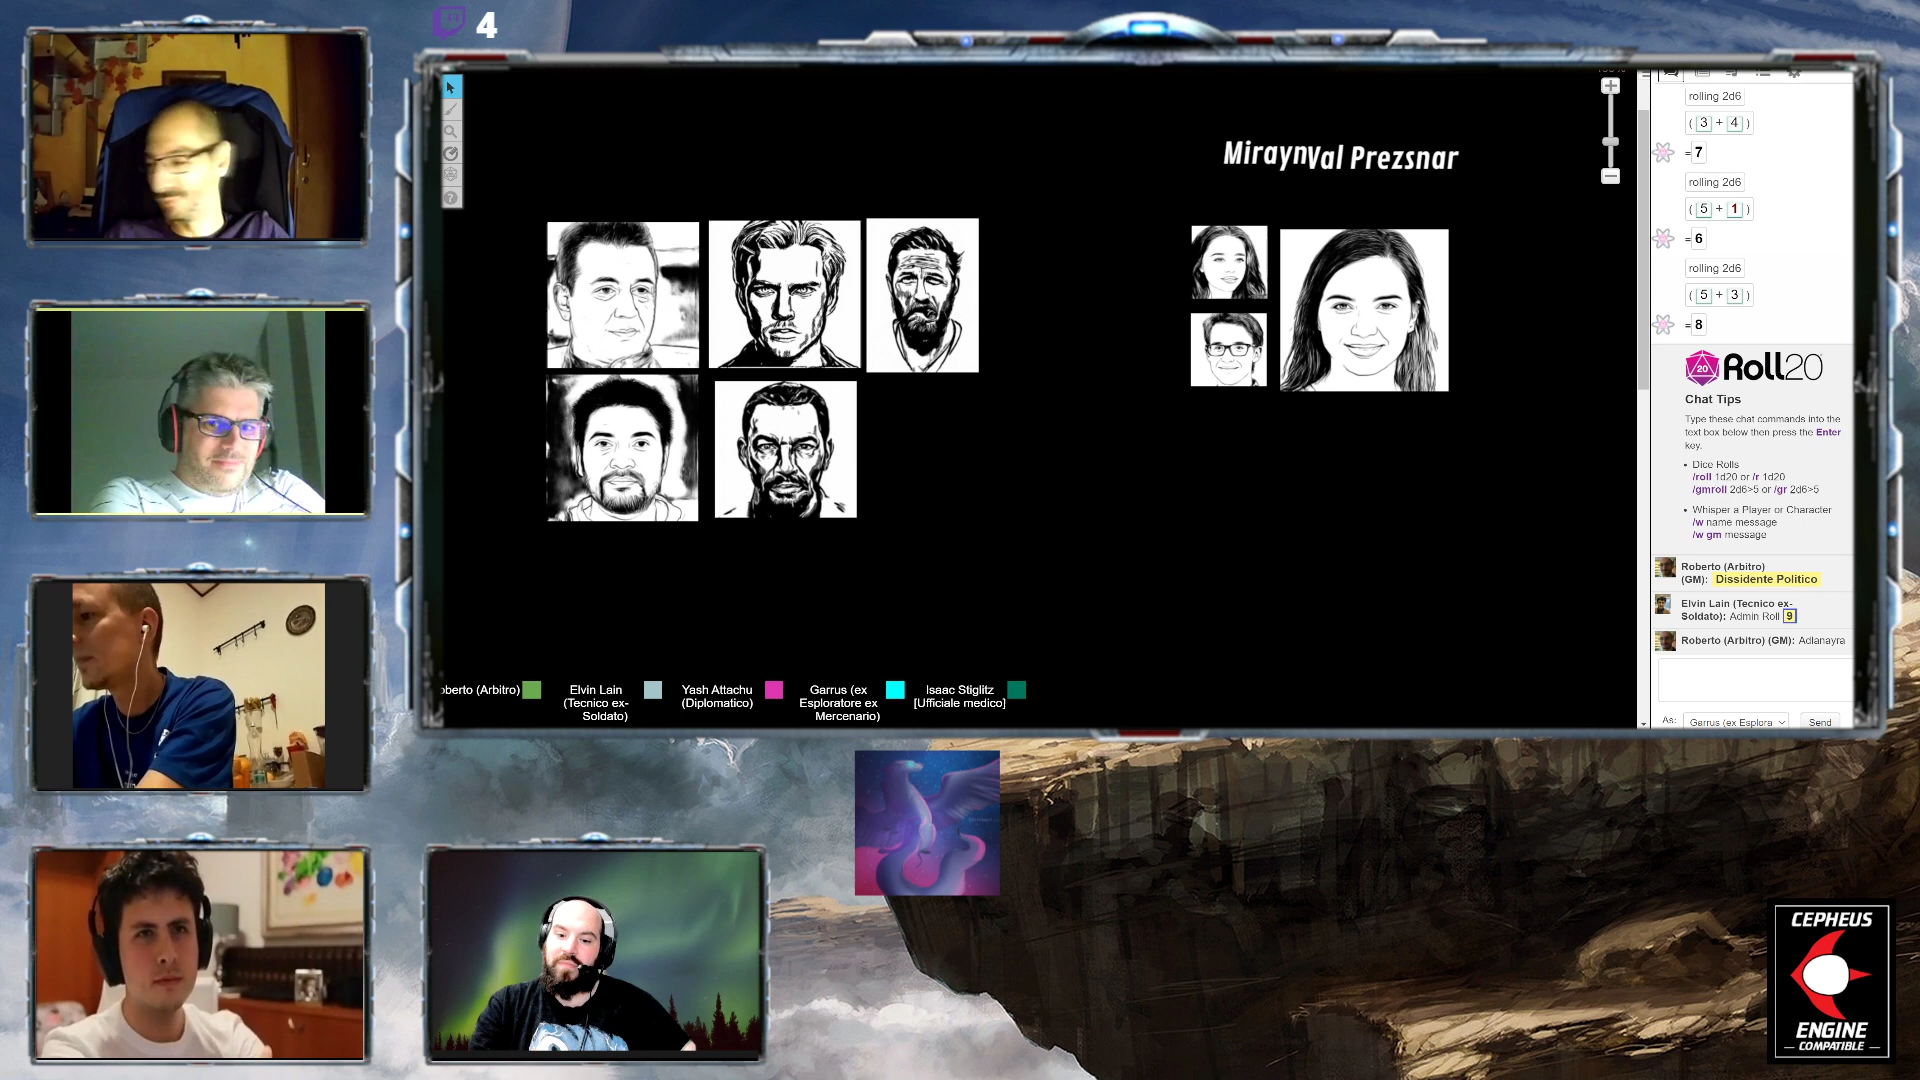 4
MiraynVal Prezsnar
rolling 2d6
( 3 + 4 )
= 7
rolling 2d6
( 5 + 1 )
= 6
rolling 2d6
( 5 + 3 )
= 8
20 Roll20
Chat Tips
Type these chat commands into the
text box below then press the Enter
key.
• Dice Rolls
/roll 1d20 or /r 1d20
/gmroll 2d6>5 or /gr 2d6>5
• Whisper a Player or Character
/w name message
/w gm message
Roberto (Arbitro)
(GM): Dissidente Politico
Elvin Lain (Tecnico ex-
Soldato): Admin Roll 9
Roberto (Arbitro) (GM): Adlanayra
As: Garrus (ex Esplora Send
oberto (Arbitro)
Elvin Lain
(Tecnico ex-
Soldato)
Yash Attachu
(Diplomatico)
Garrus (ex
Esploratore ex
Mercenario)
Isaac Stiglitz
[Ufficiale medico]
CEPHEUS
ENGINE
— COMPATIBLE —